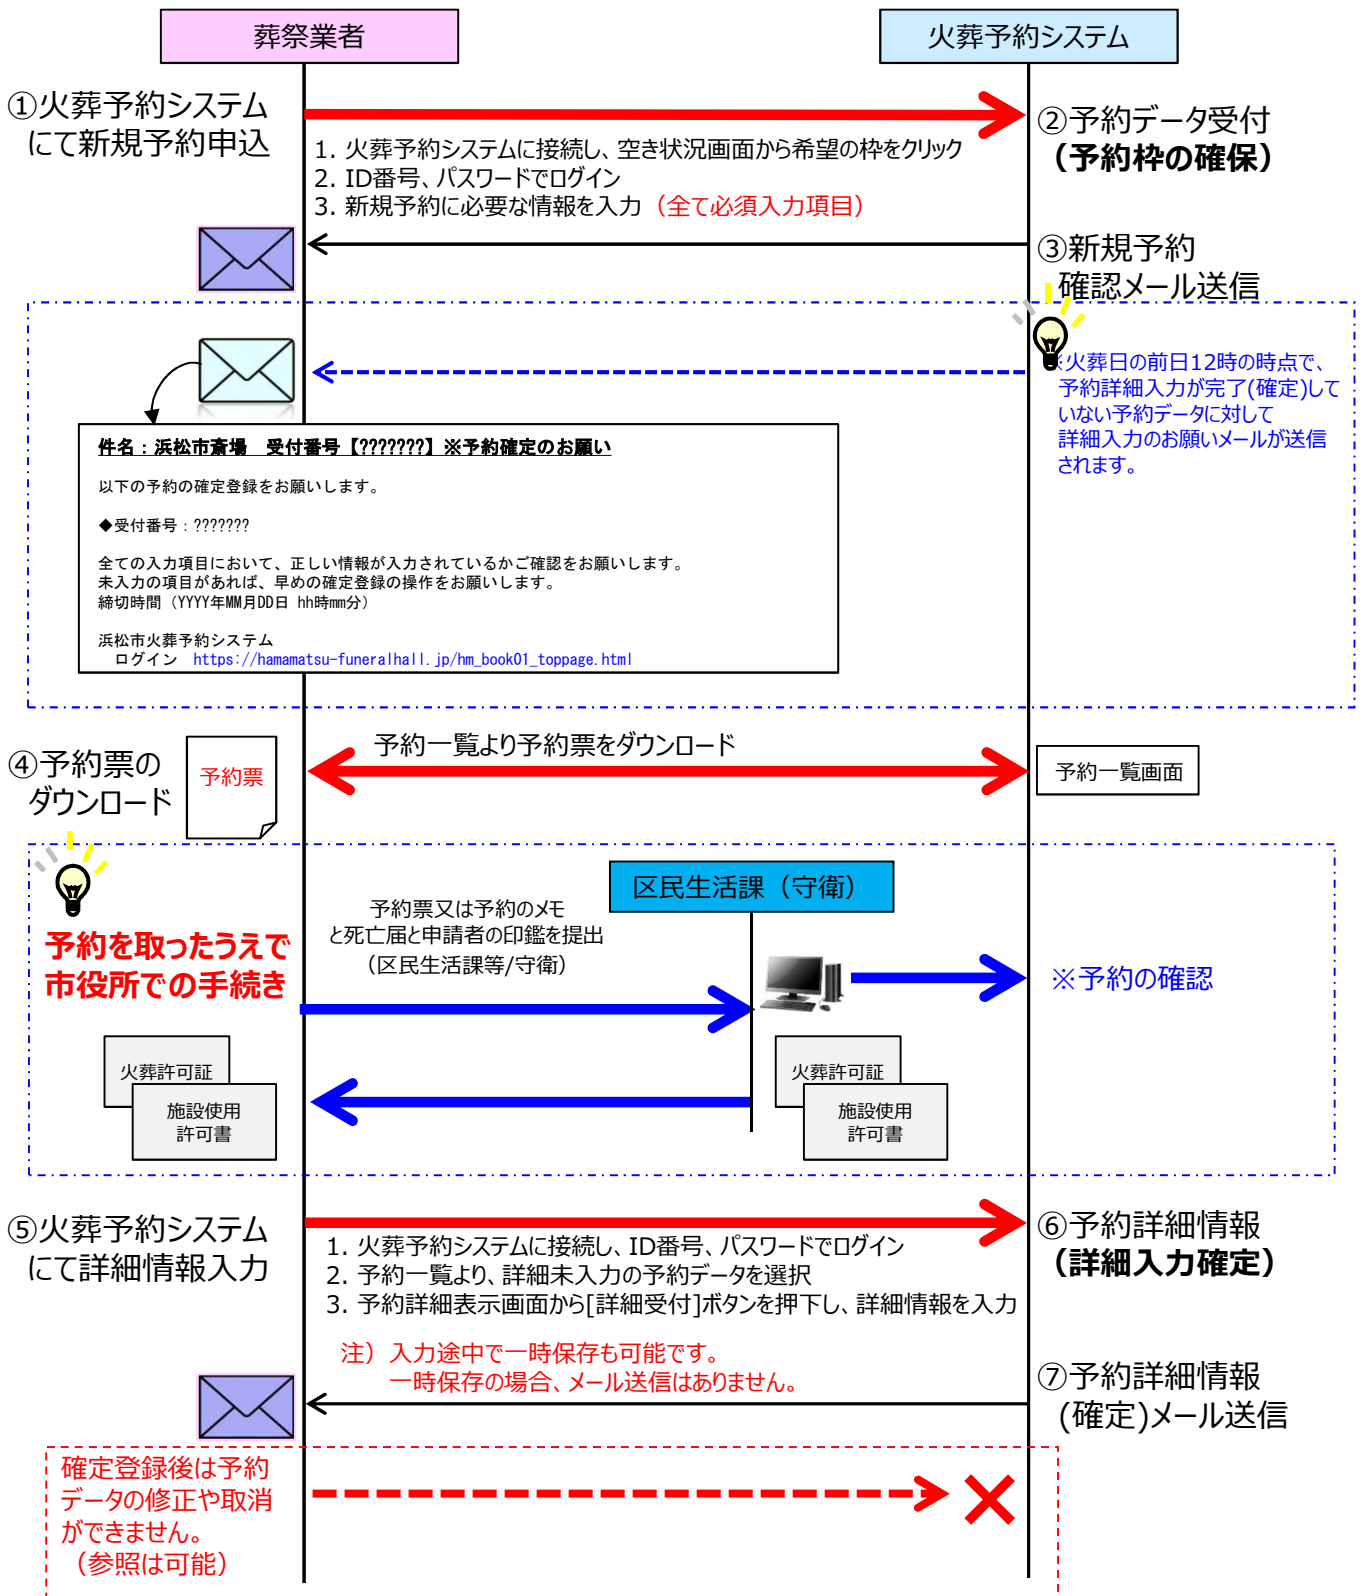 葬祭業者
火葬予約システム
①火葬予約システム
にて新規予約申込
②予約データ受付
（予約枠の確保）
1. 火葬予約システムに接続し、空き状況画面から希望の枠をクリック
2. ID番号、パスワードでログイン
3. 新規予約に必要な情報を入力（全て必須入力項目）
③新規予約
確認メール送信
※火葬日の前日12時の時点で、
予約詳細入力が完了(確定)して
いない予約データに対して
詳細入力のお願いメールが送信
されます。
件名：浜松市斎場　受付番号【???????】※予約確定のお願い
以下の予約の確定登録をお願いします。
◆受付番号：???????
全ての入力項目において、正しい情報が入力されているかご確認をお願いします。
未入力の項目があれば、早めの確定登録の操作をお願いします。
締切時間（YYYY年MM月DD日 hh時mm分）
浜松市火葬予約システム
ログイン　https://hamamatsu-funeralhall.jp/hm_book01_toppage.html
④予約票の
ダウンロード
予約票
予約一覧より予約票をダウンロード
予約一覧画面
区民生活課（守衛）
予約票又は予約のメモ
と死亡届と申請者の印鑑を提出
（区民生活課等/守衛）
予約を取ったうえで
市役所での手続き
※予約の確認
火葬許可証
施設使用
許可書
火葬許可証
施設使用
許可書
⑤火葬予約システム
にて詳細情報入力
⑥予約詳細情報
（詳細入力確定）
1. 火葬予約システムに接続し、ID番号、パスワードでログイン
2. 予約一覧より、詳細未入力の予約データを選択
3. 予約詳細表示画面から[詳細受付]ボタンを押下し、詳細情報を入力
注）入力途中で一時保存も可能です。
一時保存の場合、メール送信はありません。
⑦予約詳細情報
(確定)メール送信
確定登録後は予約
データの修正や取消
ができません。
（参照は可能）